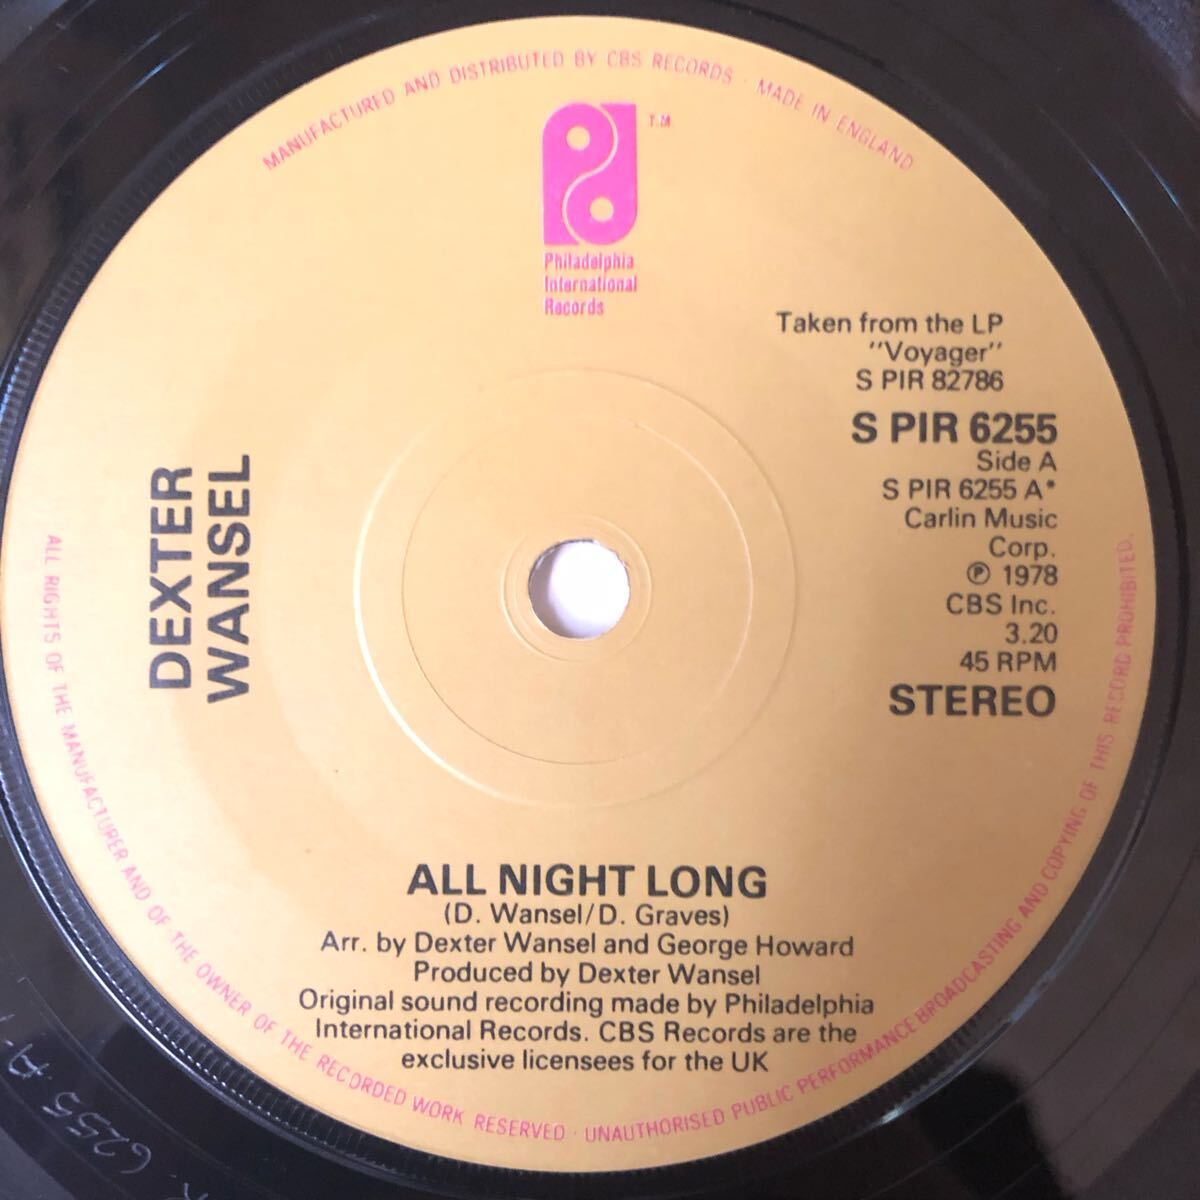 MANUFACTURED AND DISTRIBUTED BY CBS RECORDS · MADE IN ENGLAND
T.M
Philadelphia
International
Records
Taken from the LP
"Voyager"
S PIR 82786
S PIR 6255
Side A
S PIR 6255 A*
Carlin Music
Corp.
℗ 1978
CBS Inc.
3.20
45 RPM
STEREO
DEXTER
WANSEL
ALL NIGHT LONG
(D. Wansel/D. Graves)
Arr. by Dexter Wansel and George Howard
Produced by Dexter Wansel
Original sound recording made by Philadelphia
International Records. CBS Records are the
exclusive licensees for the UK
ALL RIGHTS OF THE MANUFACTURER AND OF THE OWNER OF THE RECORDED WORK RESERVED · UNAUTHORISED PUBLIC PERFORMANCE BROADCASTING AND COPYING OF THIS RECORD PROHIBITED.
6255 A